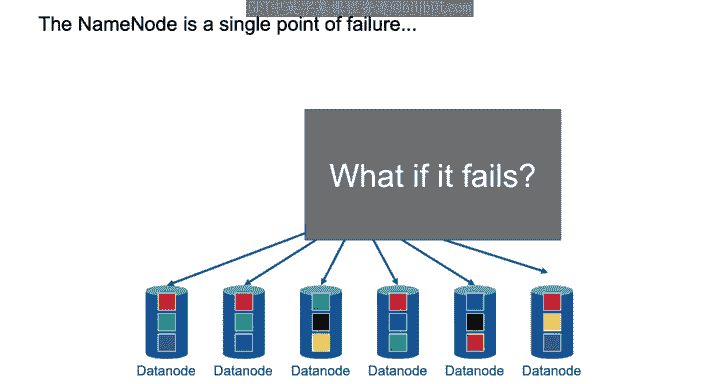 The NameNode is a single point of failure...
What if it fails?
Datanode Datanode Datanode Datanode Datanode Datanode